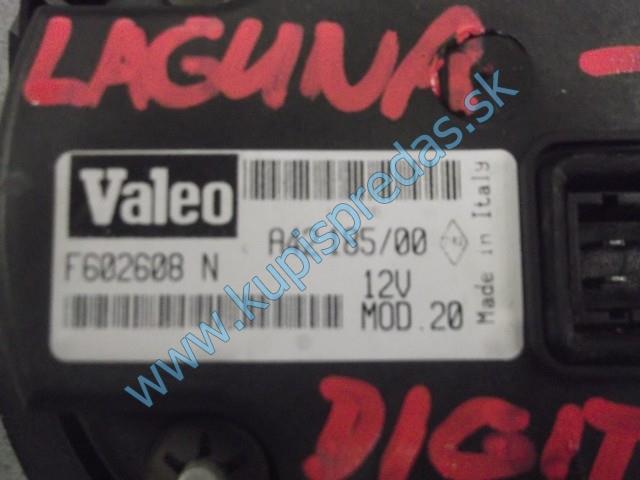 LAGUNA
Valeo
F602608 N
12V
MOD.20
Made in Italy
www.kupispredas.sk
DIGIT